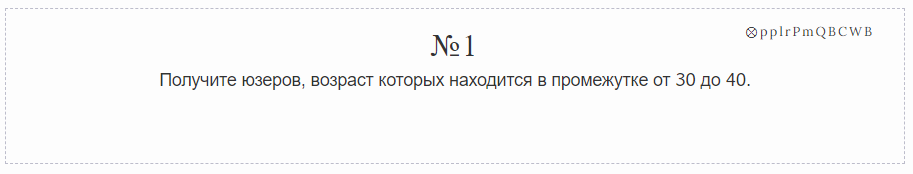 ⊗pplrPmQBCWB
№1
Получите юзеров, возраст которых находится в промежутке от 30 до 40.